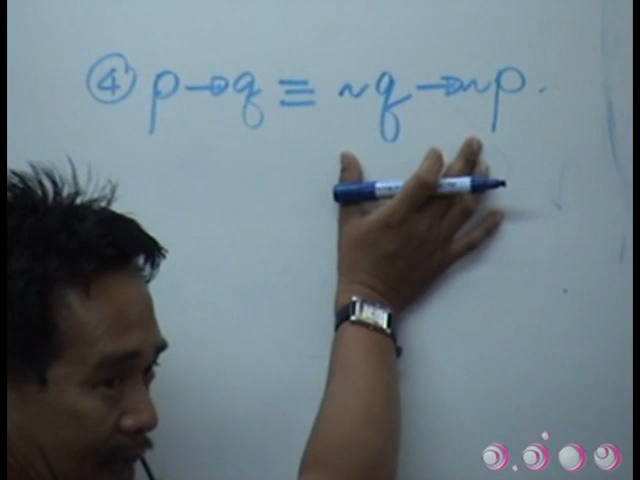 ④ p → q ≡ ~q → ~p.